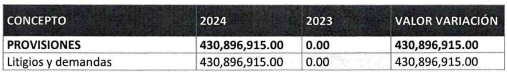 CONCEPTO 2024 2023 VALOR VARIACIÓN
PROVISIONES 430,896,915.00 0.00 430,896,915.00
Litigios y demandas 430,896,915.00 0.00 430,896,915.00